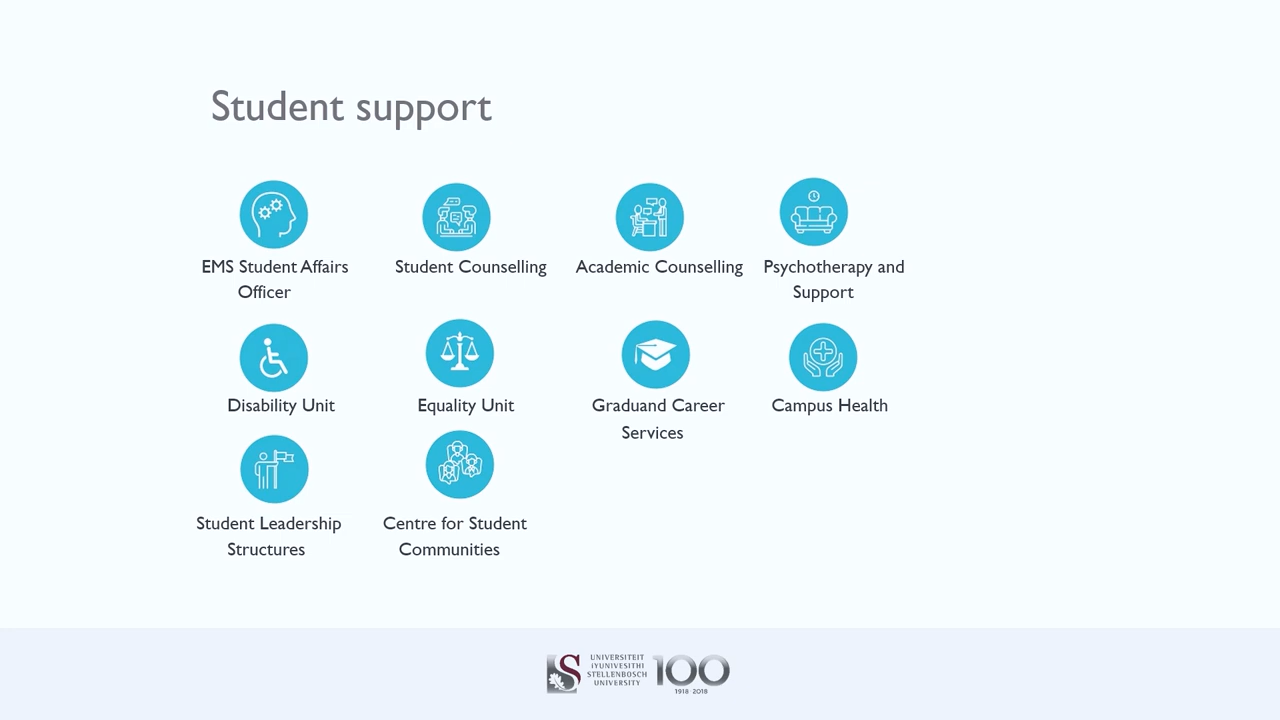 Student support
EMS Student Affairs
Officer
Student Counselling
Academic Counselling
Psychotherapy and
Support
Disability Unit
Equality Unit
Graduand Career
Services
Campus Health
Student Leadership
Structures
Centre for Student
Communities
UNIVERSITEIT
IYUNIVESITHI
STELLENBOSCH
UNIVERSITY
100
1918·2018